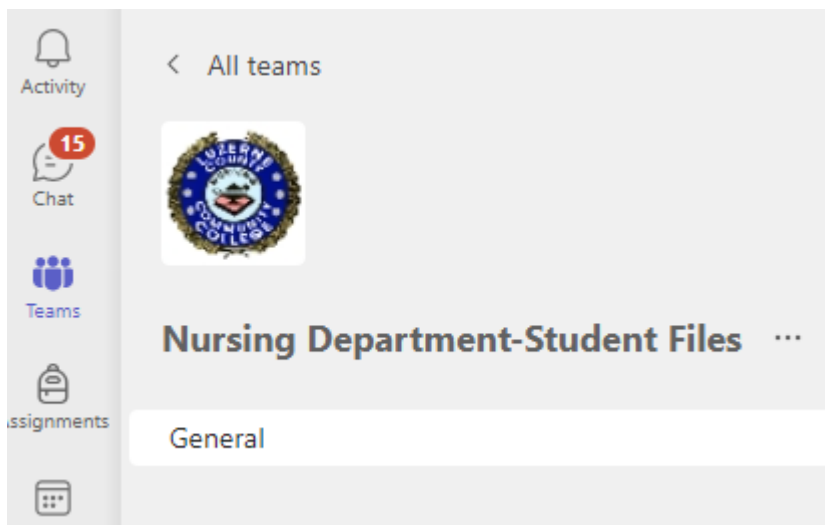 Activity
15
Chat
Teams
ssignments
All teams
LUZERNE
COUNTY
COMMUNITY
COLLEGE
Nursing Department-Student Files
General